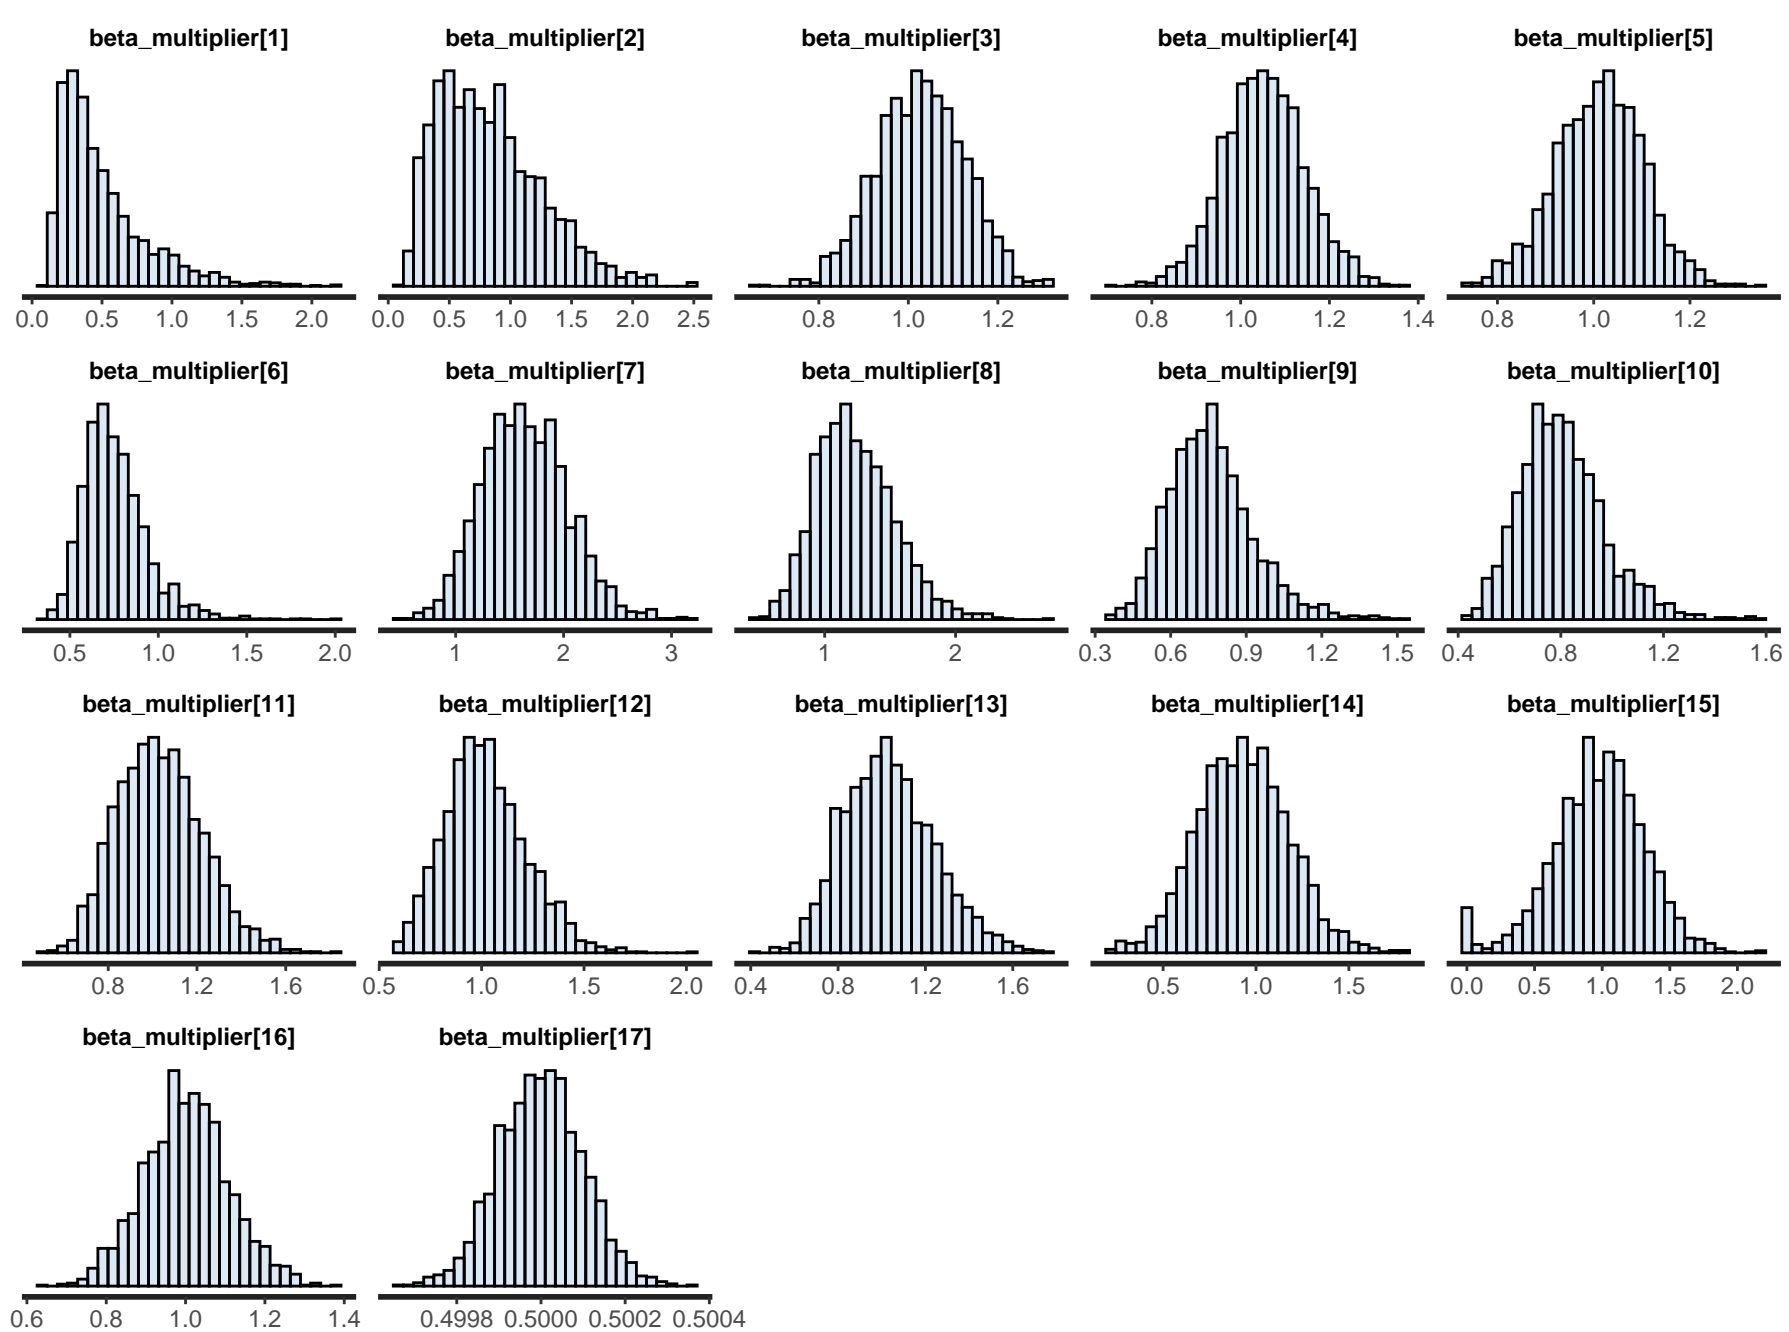 beta_multiplier[1] beta_multiplier[2] beta_multiplier[3] beta_multiplier[4] beta_multiplier[5]
0.0 0.5 1.0 1.5 2.0 0.0 0.5 1.0 1.5 2.0 2.5 0.8 1.0 1.2 0.8 1.0 1.2 1.4 0.8 1.0 1.2
beta_multiplier[6] beta_multiplier[7] beta_multiplier[8] beta_multiplier[9] beta_multiplier[10]
0.5 1.0 1.5 2.0 1 2 3 1 2 0.3 0.6 0.9 1.2 1.5 0.4 0.8 1.2 1.6
beta_multiplier[11] beta_multiplier[12] beta_multiplier[13] beta_multiplier[14] beta_multiplier[15]
0.8 1.2 1.6 0.5 1.0 1.5 2.0 0.4 0.8 1.2 1.6 0.5 1.0 1.5 0.0 0.5 1.0 1.5 2.0
beta_multiplier[16] beta_multiplier[17]
0.6 0.8 1.0 1.2 1.4 0.4998 0.5000 0.5002 0.5004